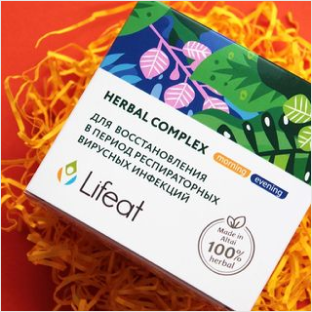 HERBAL COMPLEX
ДЛЯ ВОССТАНОВЛЕНИЯ
В ПЕРИОД РЕСПИРАТОРНЫХ
ВИРУСНЫХ ИНФЕКЦИЙ
morning
evening
Lifeat
Made in
Altai
100%
herbal